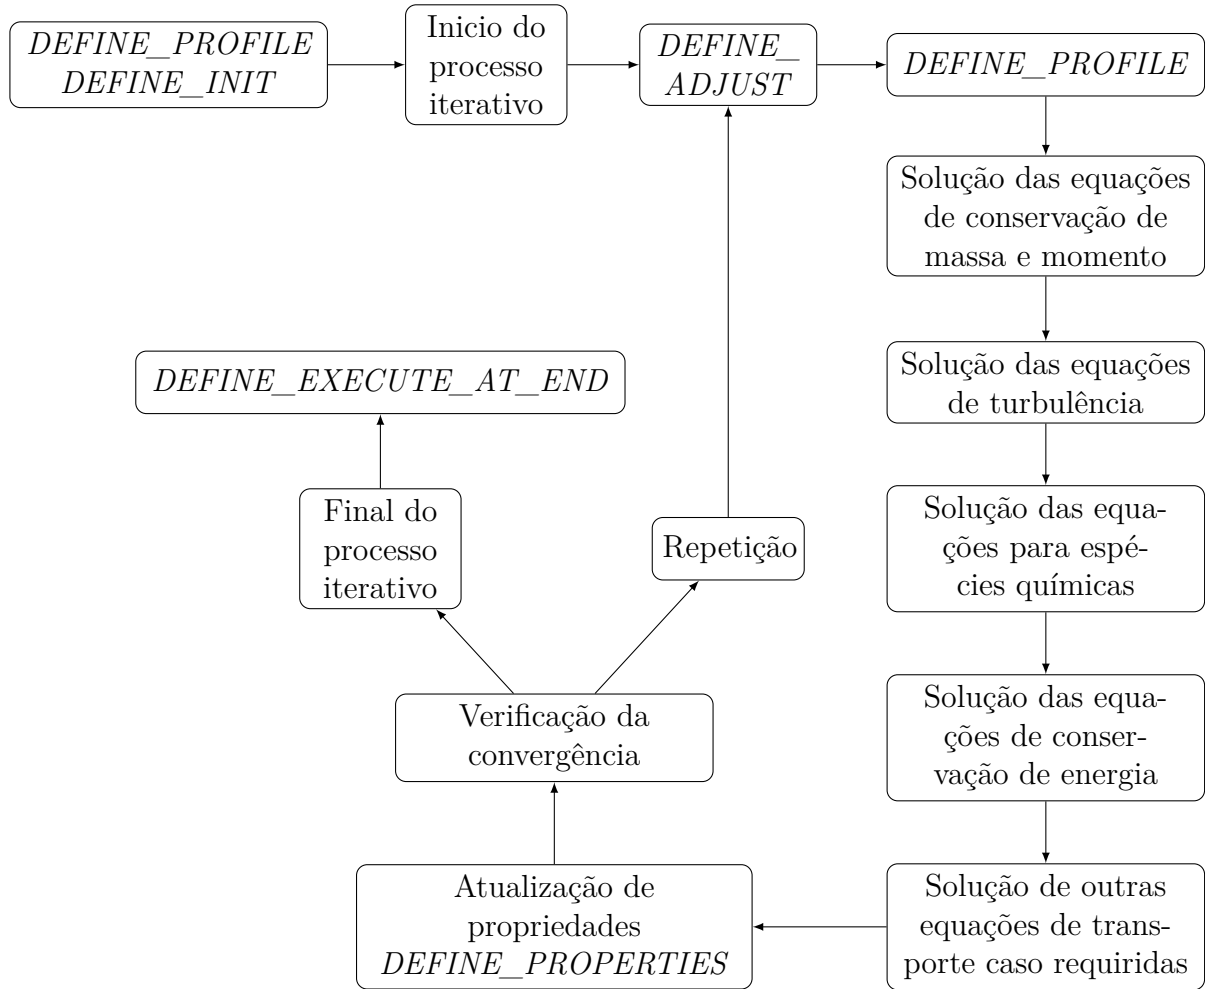 DEFINE_PROFILE
DEFINE_INIT
Inicio do
processo
iterativo
DEFINE_
ADJUST
DEFINE_PROFILE
Solução das equações
de conservação de
massa e momento
Solução das equações
de turbulência
Solução das equa-
ções para espé-
cies químicas
Solução das equa-
ções de conser-
vação de energia
Solução de outras
equações de trans-
porte caso requiridas
Atualização de
propriedades
DEFINE_PROPERTIES
Verificação da
convergência
Repetição
Final do
processo
iterativo
DEFINE_EXECUTE_AT_END